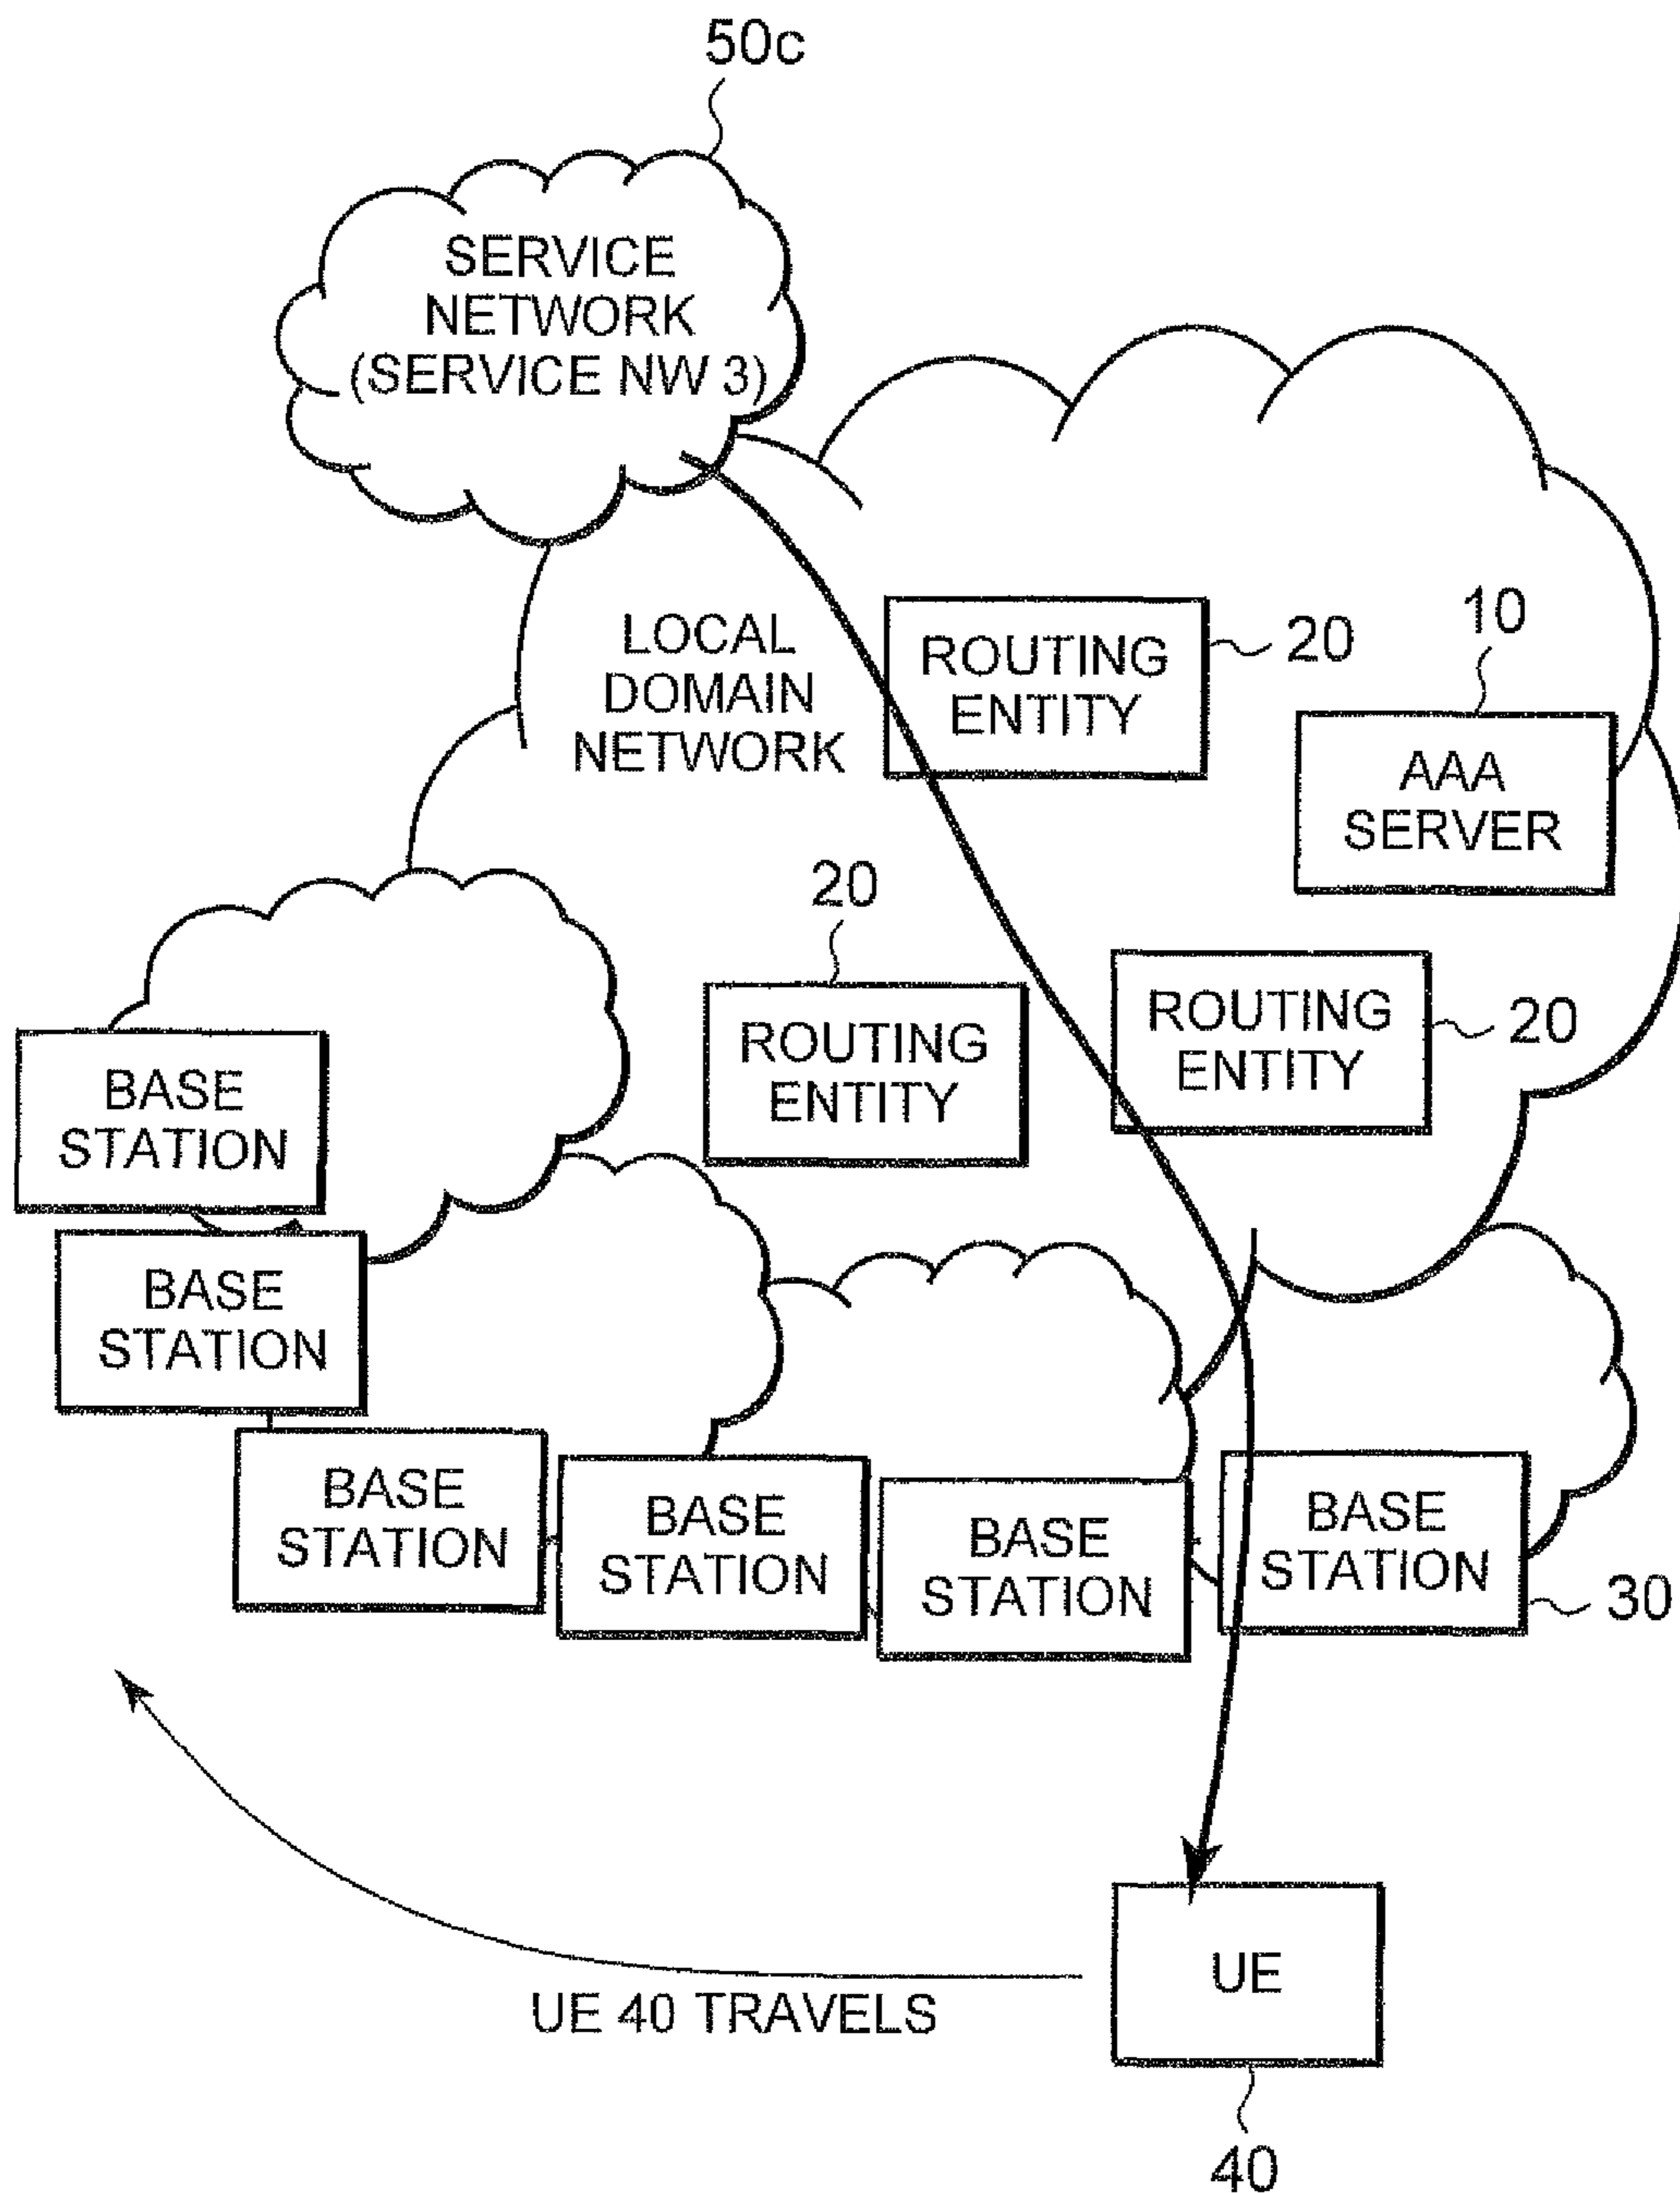 50c
SERVICE
NETWORK
(SERVICE NW 3)
LOCAL
DOMAIN
NETWORK
ROUTING
ENTITY
20
10
AAA
SERVER
20
ROUTING
ENTITY
ROUTING
ENTITY
20
BASE
STATION
BASE
STATION
BASE
STATION
BASE
STATION
BASE
STATION
BASE
STATION
30
UE 40 TRAVELS
UE
40